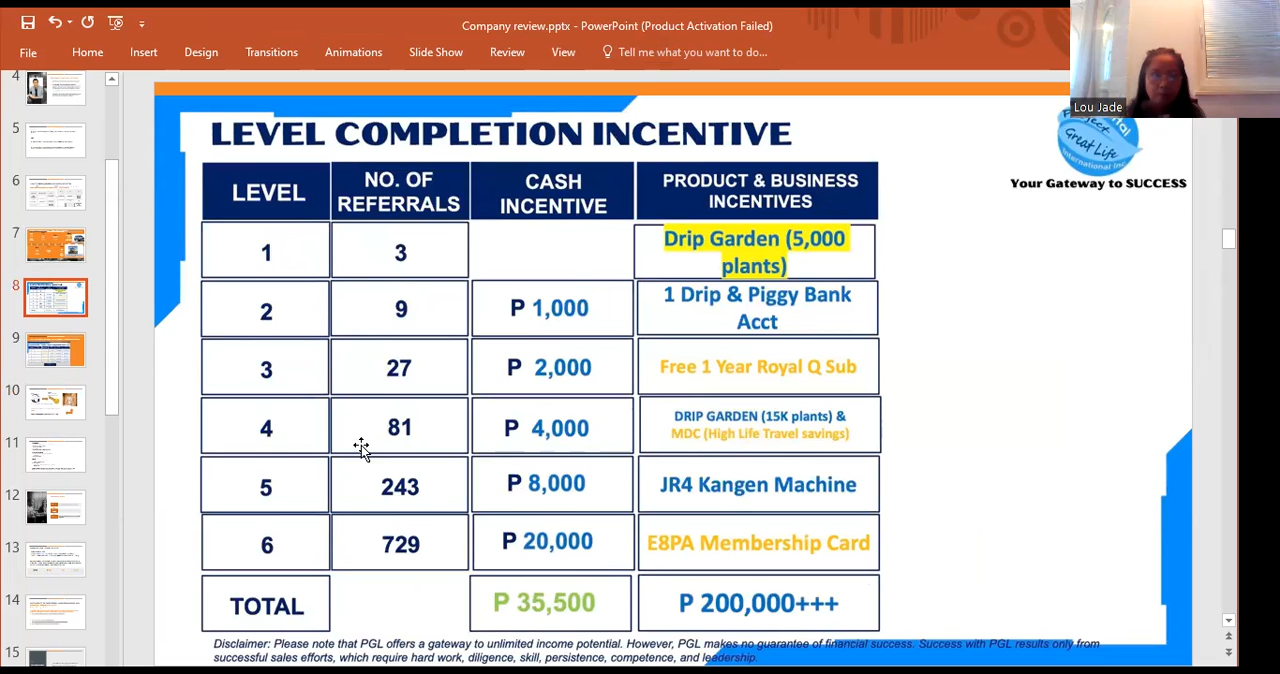 Company review.pptx - PowerPoint (Product Activation Failed)
File Home Insert Design Transitions Animations Slide Show Review View Tell me what you want to do...
Lou Jade
4
5
6
7
8
9
10
11
12
13
14
15
LEVEL COMPLETION INCENTIVE
Project
Great Life
International Inc
Your Gateway to SUCCESS
LEVEL
NO. OF
REFERRALS
CASH
INCENTIVE
PRODUCT & BUSINESS
INCENTIVES
1 3 Drip Garden (5,000
plants)
2 9 P 1,000 1 Drip & Piggy Bank
Acct
3 27 P 2,000 Free 1 Year Royal Q Sub
4 81 P 4,000 DRIP GARDEN (15K plants) &
MDC (High Life Travel savings)
5 243 P 8,000 JR4 Kangen Machine
6 729 P 20,000 E8PA Membership Card
TOTAL P 35,500 P 200,000+++
Disclaimer: Please note that PGL offers a gateway to unlimited income potential. However, PGL makes no guarantee of financial success. Success with PGL results only from
successful sales efforts, which require hard work, diligence, skill, persistence, competence, and leadership.